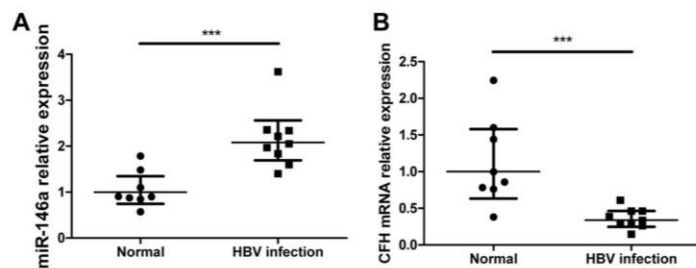 A
***
miR-146a relative expression
4
3
2
1
0
Normal
HBV infection
B
***
CFH mRNA relative expression
2.5
2.0
1.5
1.0
0.5
0.0
Normal
HBV infection